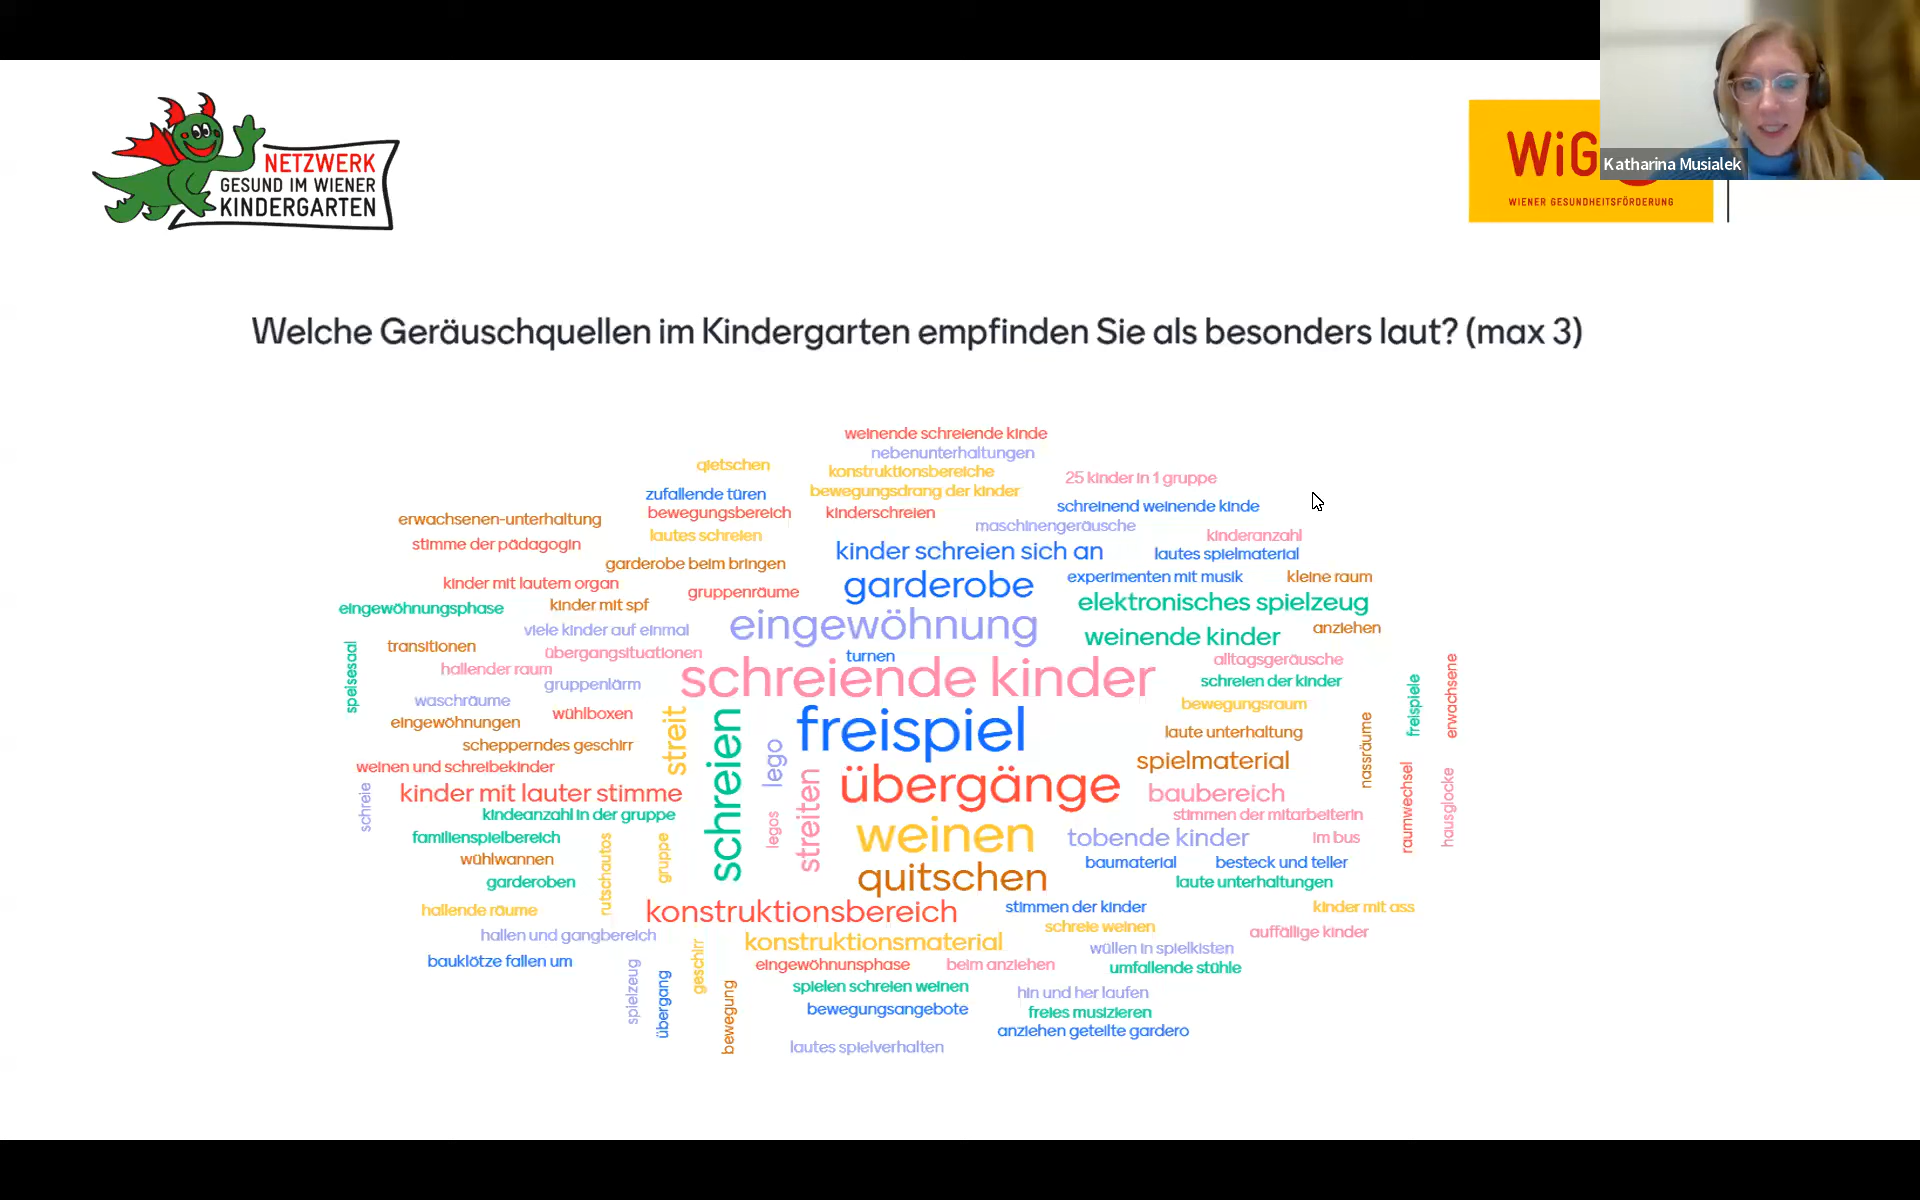 NETZWERK
GESUND IM WIENER
KINDERGARTEN
WiG
WIENER GESUNDHEITSFÖRDERUNG
Katharina Musialek
Welche Geräuschquellen im Kindergarten empfinden Sie als besonders laut? (max 3)
weinende schreiende kinde
nebenunterhaltungen
qietschen
konstruktionsbereiche
25 kinder in 1 gruppe
zufallende türen
bewegungsdrang der kinder
schreinend weinende kinde
erwachsenen-unterhaltung
bewegungsbereich
kinderschreien
maschinengeräusche
stimme der pädagogin
lautes schreien
kinderanzahl
kinder schreien sich an
lautes spielmaterial
garderobe beim bringen
kinder mit lautem organ
gruppenräume
garderobe
experimenten mit musik
kleine raum
eingewöhnungsphase
kinder mit spf
elektronisches spielzeug
viele kinder auf einmal
eingewöhnung
weinende kinder
anziehen
speisesaal
transitionen
übergangsituationen
turnen
alltagsgeräusche
hallender raum
schreiende kinder
schreien der kinder
gruppenlärm
waschräume
bewegungsraum
freispiele
erwachsene
eingewöhnungen
wühlboxen
streit
schreien
lego
freispiel
laute unterhaltung
nassräume
schepperndes geschirr
spielmaterial
weinen und schreibekinder
kinder mit lauter stimme
übergänge
baubereich
raumwechsel
hausglocke
schreie
kindeanzahl in der gruppe
legos
streiten
stimmen der mitarbeiterin
familienspielbereich
weinen
tobende kinder
im bus
wühlwannen
rutschautos
gruppe
baumaterial
besteck und teller
garderoben
quitschen
laute unterhaltungen
hallende räume
konstruktionsbereich
stimmen der kinder
kinder mit ass
hallen und gangbereich
schreie weinen
auffällige kinder
konstruktionsmaterial
wüllen in spielkisten
bauklötze fallen um
geschirr
eingewöhnunsphase
beim anziehen
umfallende stühle
spielzeug
übergang
bewegung
spielen schreien weinen
hin und her laufen
bewegungsangebote
freies musizieren
anziehen geteilte gardero
lautes spielverhalten